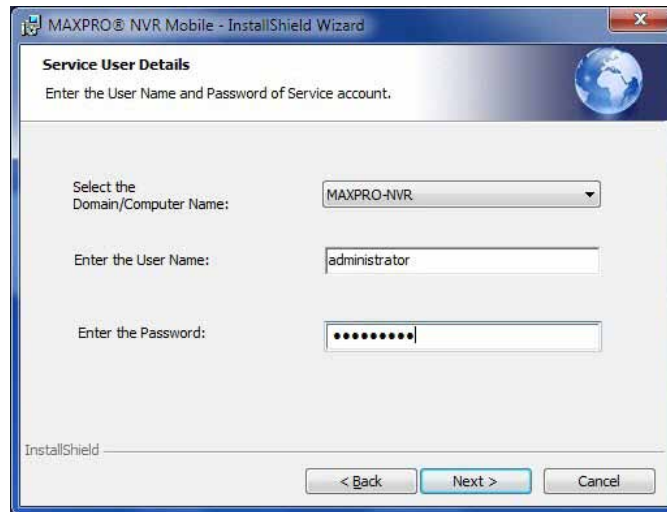 MAXPRO® NVR Mobile - InstallShield Wizard
x
Service User Details
Enter the User Name and Password of Service account.
Select the
Domain/Computer Name:
MAXPRO-NVR
Enter the User Name:
administrator
Enter the Password:
●●●●●●●●●
InstallShield
< Back
Next >
Cancel